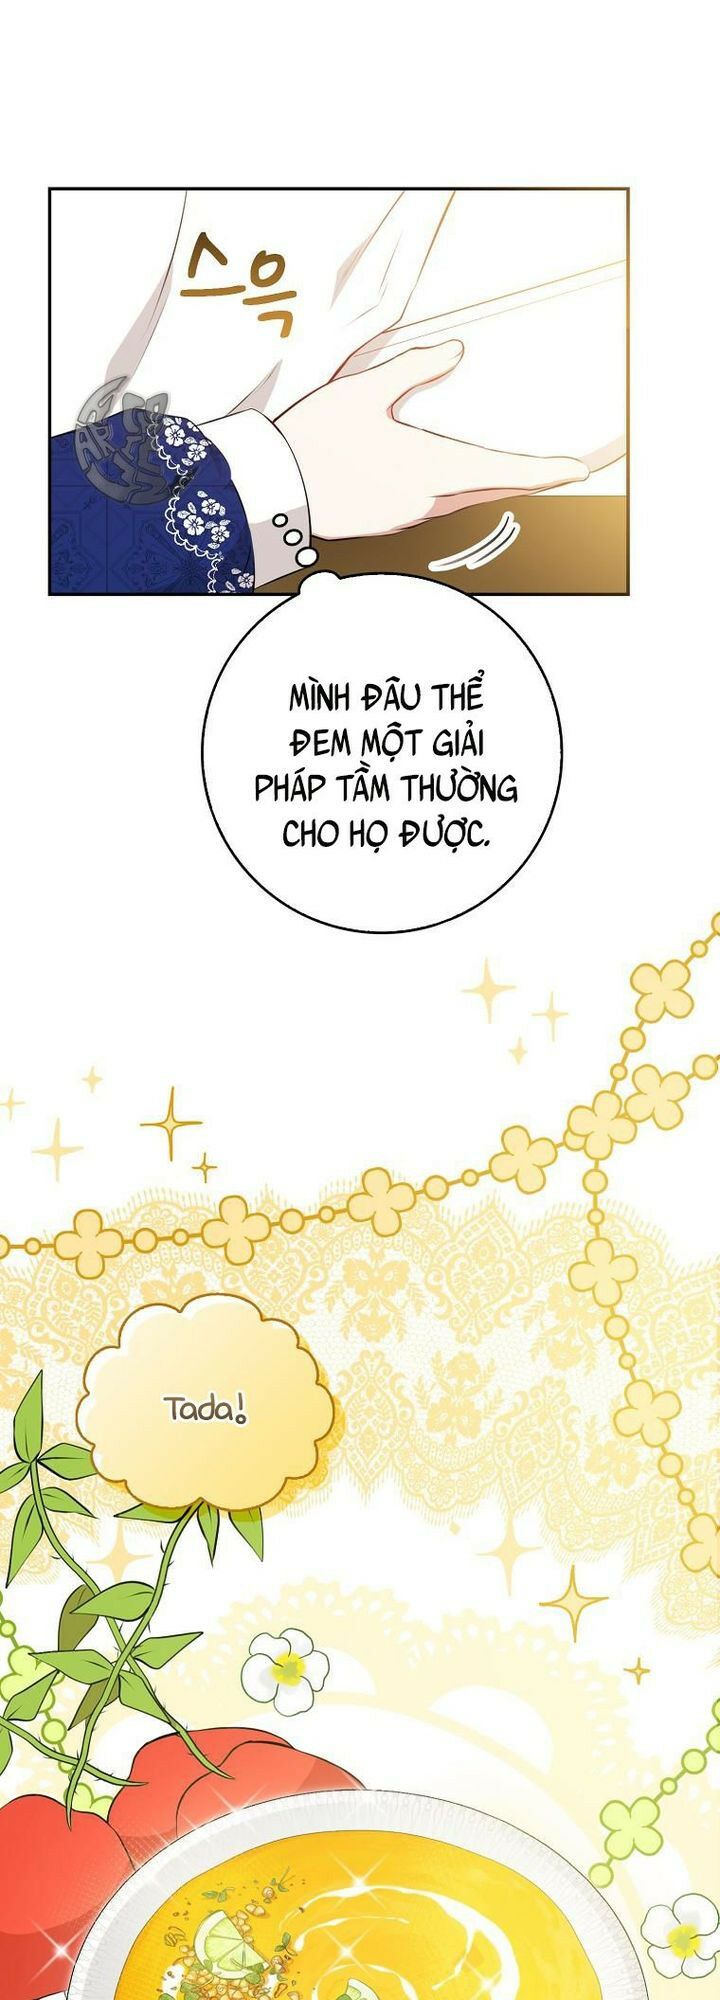 스윽
MÌNH ĐÂU THỂ
ĐEM MỘT GIẢI
PHÁP TẦM THƯỜNG
CHO HỌ ĐƯỢC.
Tada!